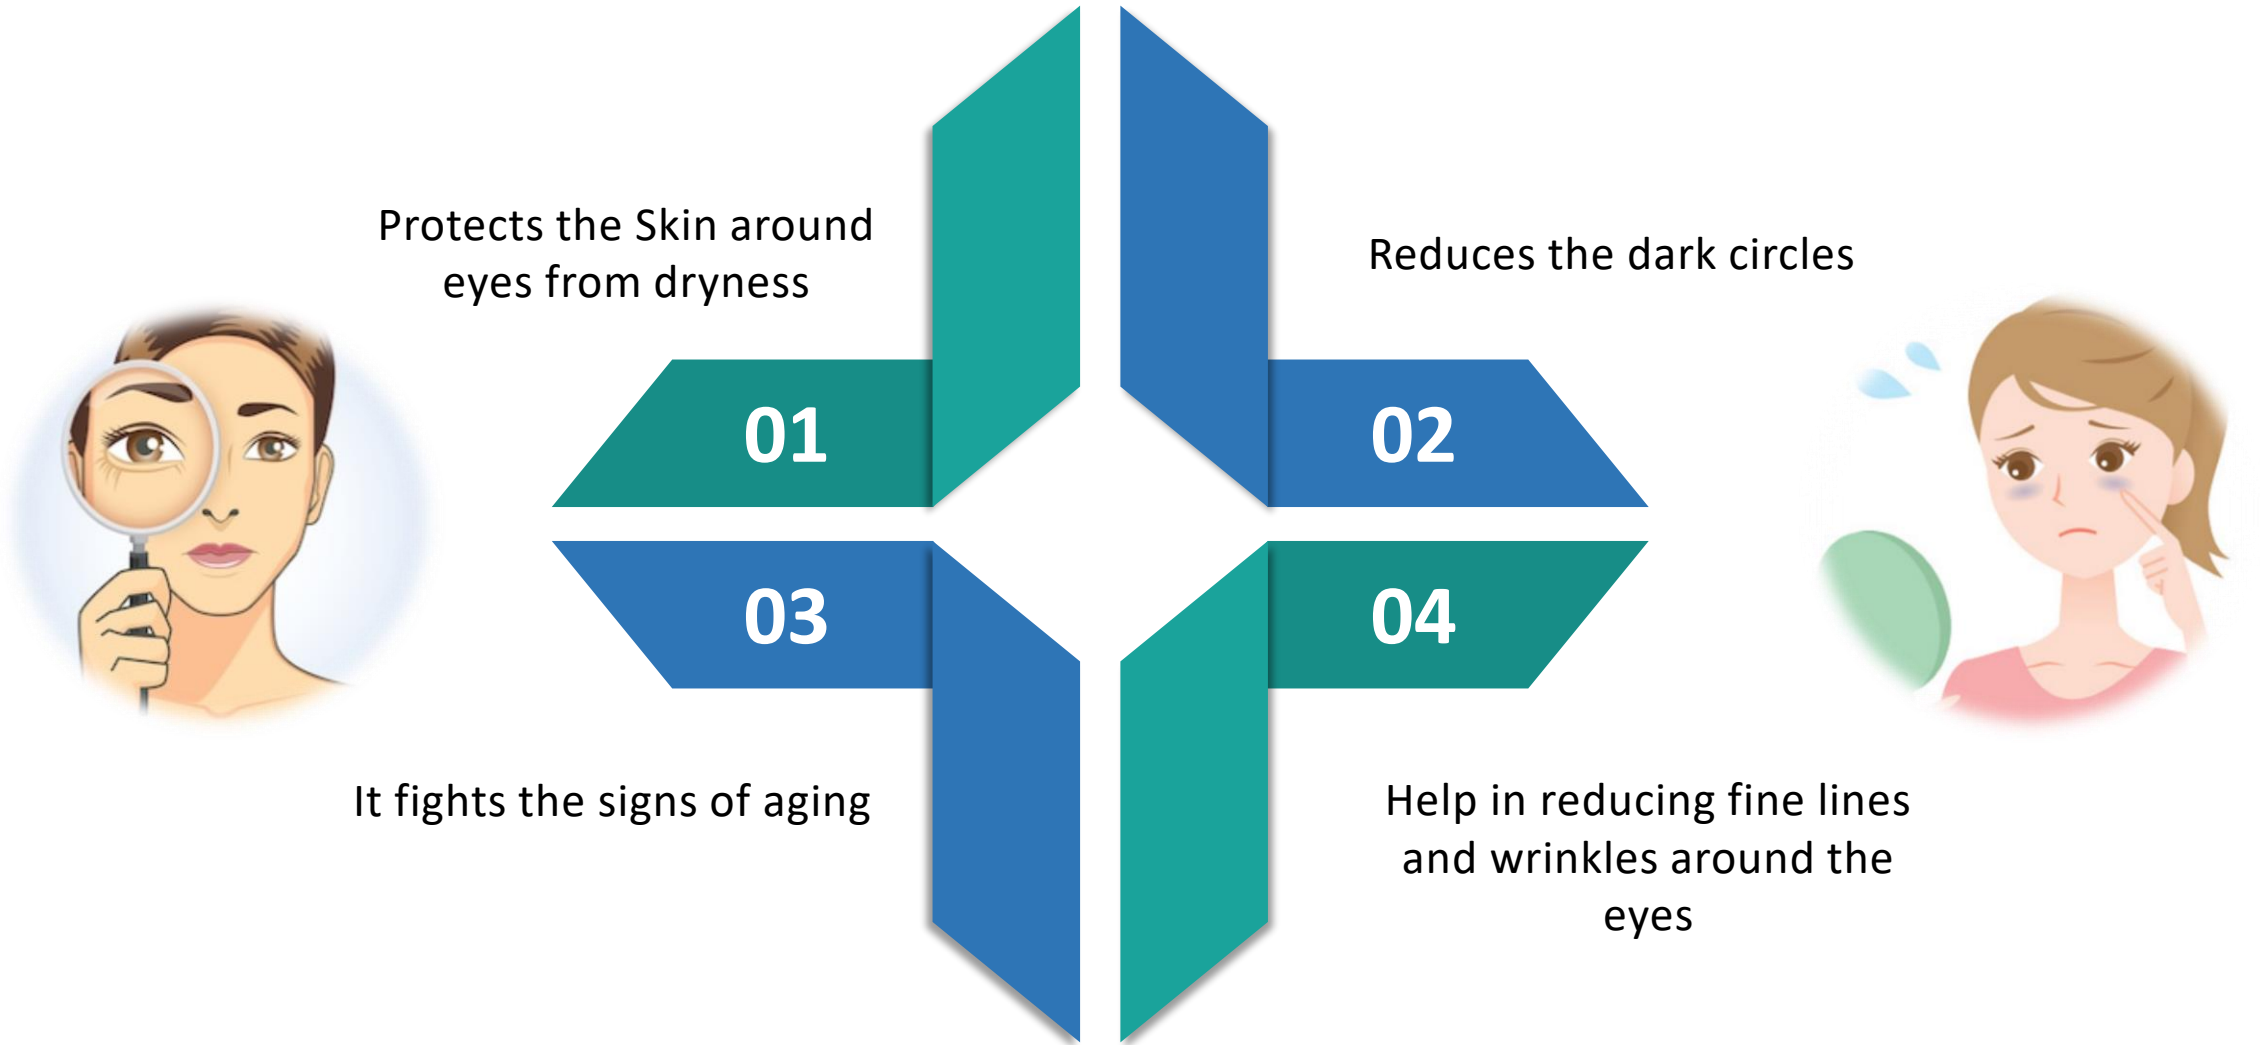 Protects the Skin around
eyes from dryness
01
Reduces the dark circles
02
03
It fights the signs of aging
04
Help in reducing fine lines
and wrinkles around the
eyes